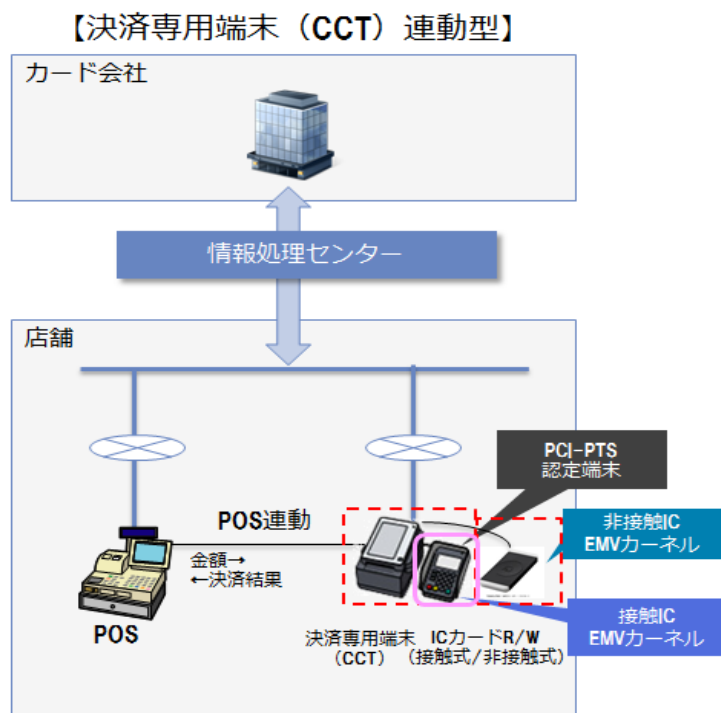 【決済専用端末（CCT）連動型】
カード会社
情報処理センター
店舗
PCI-PTS
認定端末
POS連動
金額→
←決済結果
非接触IC
EMVカーネル
POS
決済専用端末
（CCT）
ICカードR/W
(接触式/非接触式)
接触IC
EMVカーネル